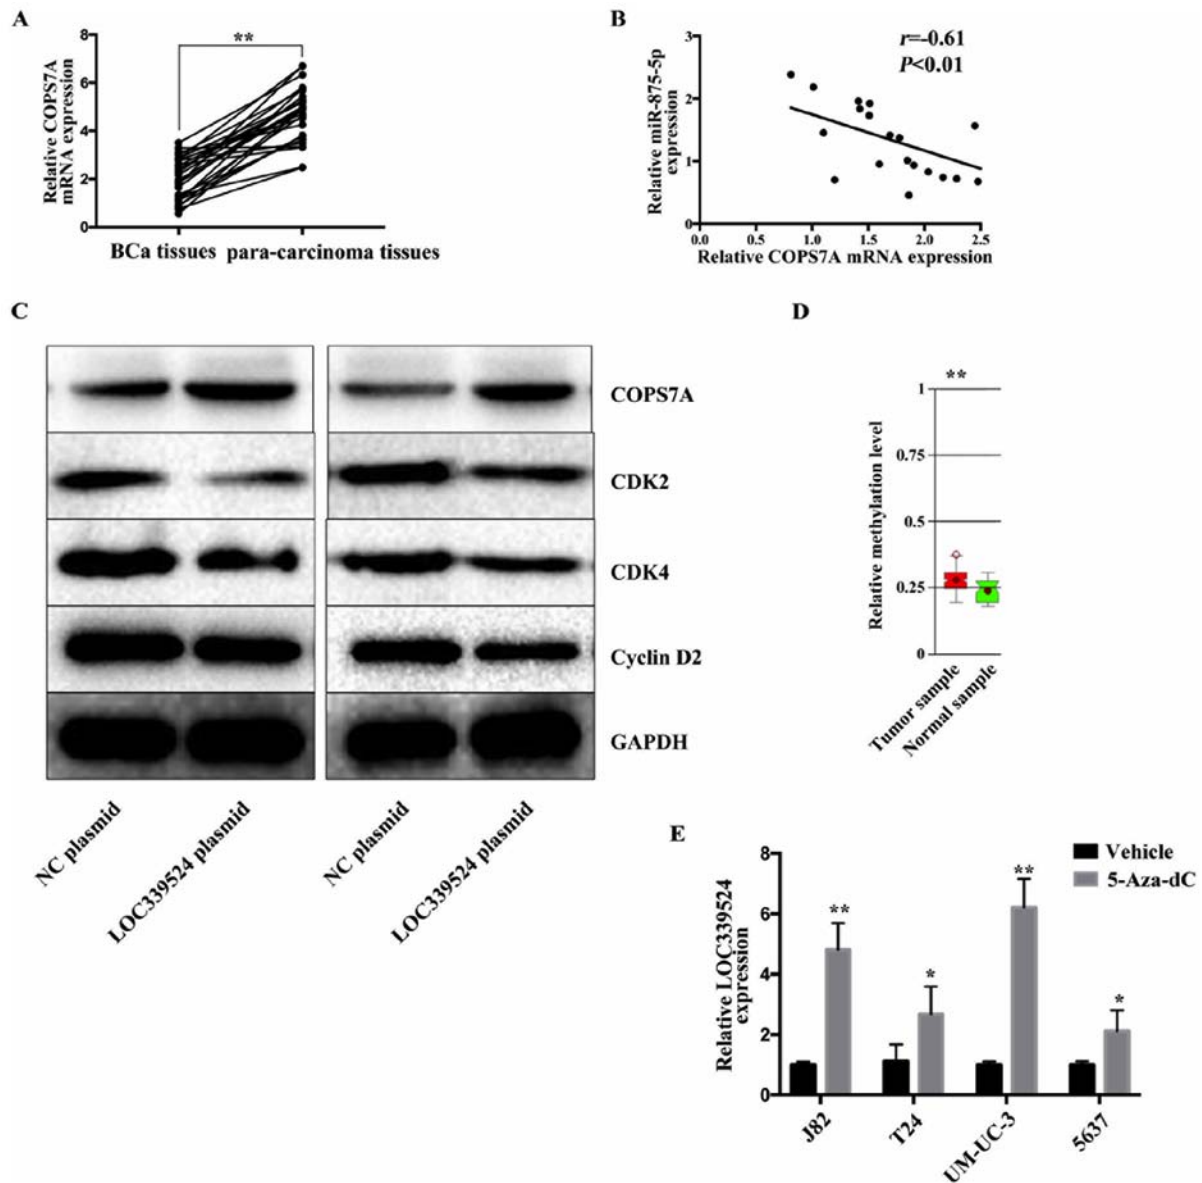 A
Relative COPS7A
mRNA expression
8
6
4
2
0
**
BCa tissues para-carcinoma tissues
B
Relative miR-875-5p
expression
3
2
1
0
r=-0.61
P<0.01
0.0 0.5 1.0 1.5 2.0 2.5
Relative COPS7A mRNA expression
C
COPS7A
CDK2
CDK4
Cyclin D2
GAPDH
NC plasmid
LOC339524 plasmid
NC plasmid
LOC339524 plasmid
D
**
Relative methylation level
1
0.75
0.5
0.25
0
Tumor sample
Normal sample
E
Vehicle
5-Aza-dC
Relative LOC339524
expression
8
6
4
2
0
**
*
**
*
J82
T24
UM-UC-3
5637